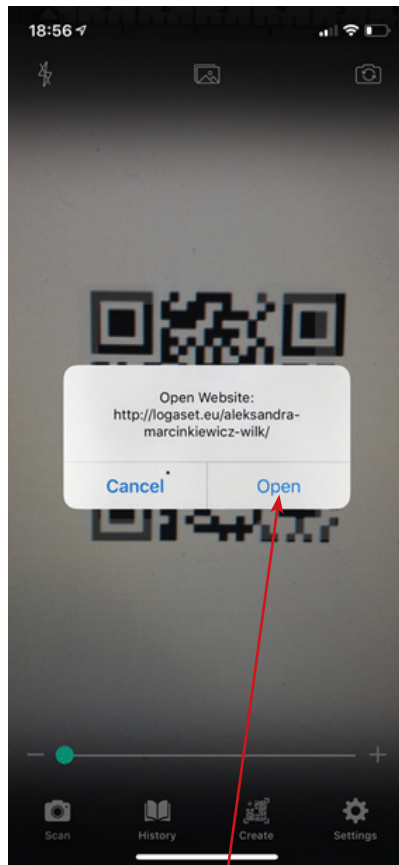 18:56
Open Website:
http://logaset.eu/aleksandra-
marcinkiewicz-wilk/
Cancel
Open
Scan
History
Create
Settings